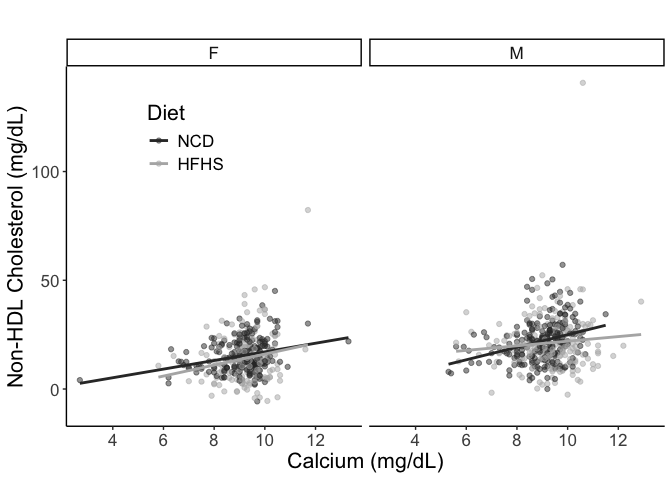 F M
Diet
NCD
HFHS
Non-HDL Cholesterol (mg/dL)
100
50
0
4 6 8 10 12 4 6 8 10 12
Calcium (mg/dL)